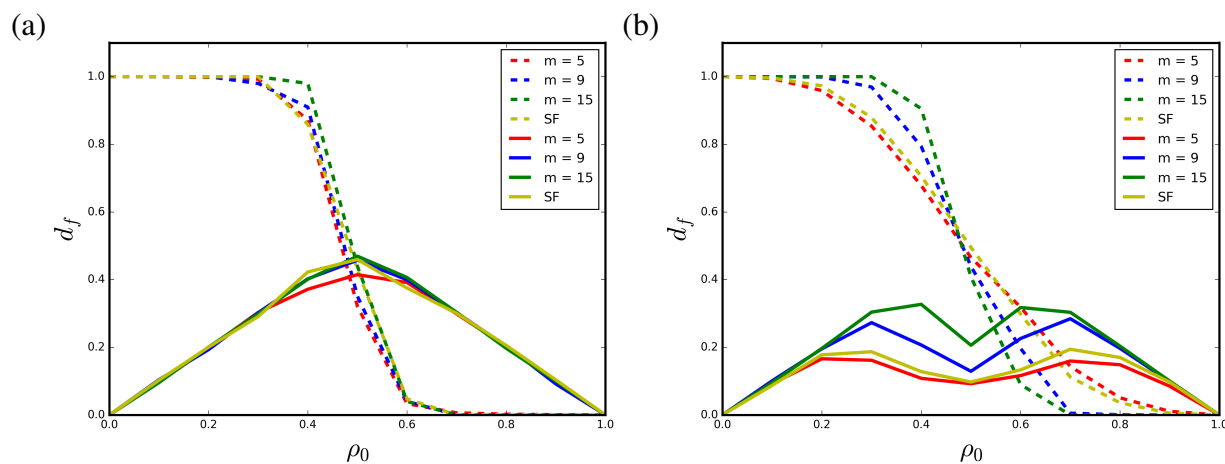 (a)
1.0
0.8
0.6
0.4
0.2
0.0
0.0 0.2 0.4 0.6 0.8 1.0
d_f
ρ_0
m = 5
m = 9
m = 15
SF
m = 5
m = 9
m = 15
SF
(b)
1.0
0.8
0.6
0.4
0.2
0.0
0.0 0.2 0.4 0.6 0.8 1.0
d_f
ρ_0
m = 5
m = 9
m = 15
SF
m = 5
m = 9
m = 15
SF